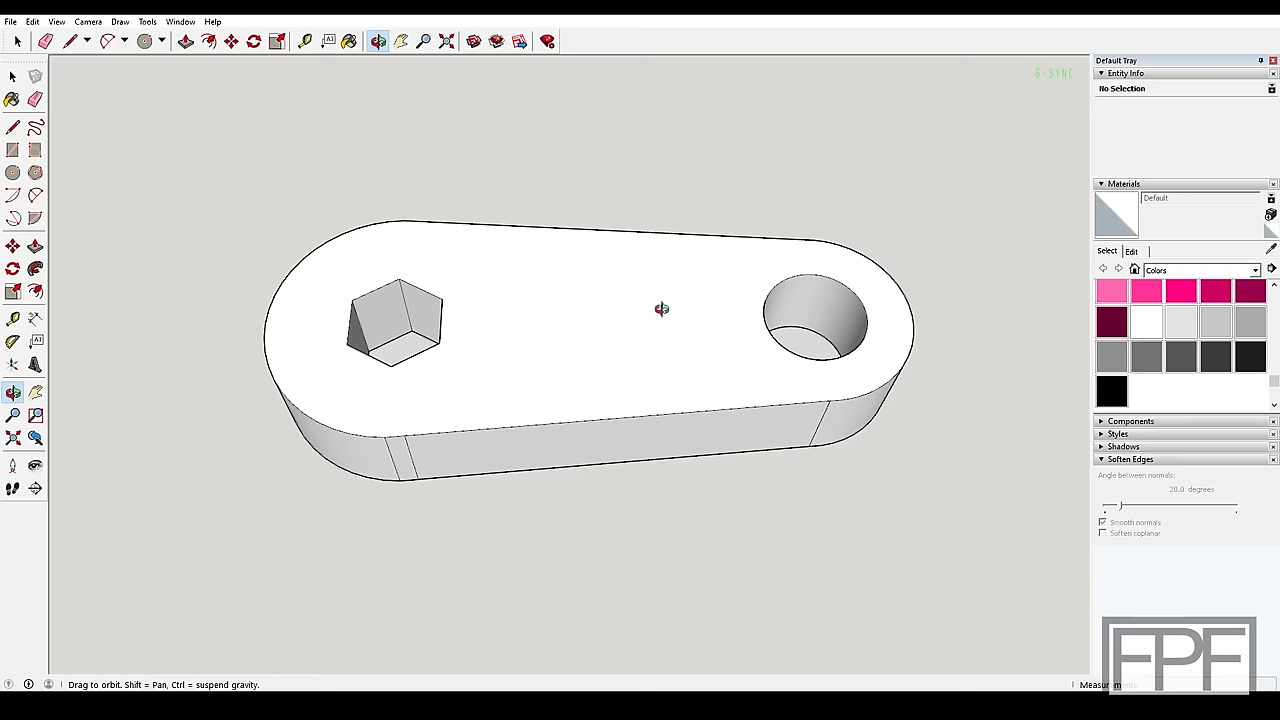 File Edit View Camera Draw Tools Window Help
Default Tray
G-SYNC
Entity Info
No Selection
Materials
Default
Select Edit
Colors
Components
Styles
Shadows
Soften Edges
Angle between normals:
20.0 degrees
Smooth normals
Soften coplanar
FPF
Drag to orbit. Shift = Pan, Ctrl = suspend gravity.
Measurements